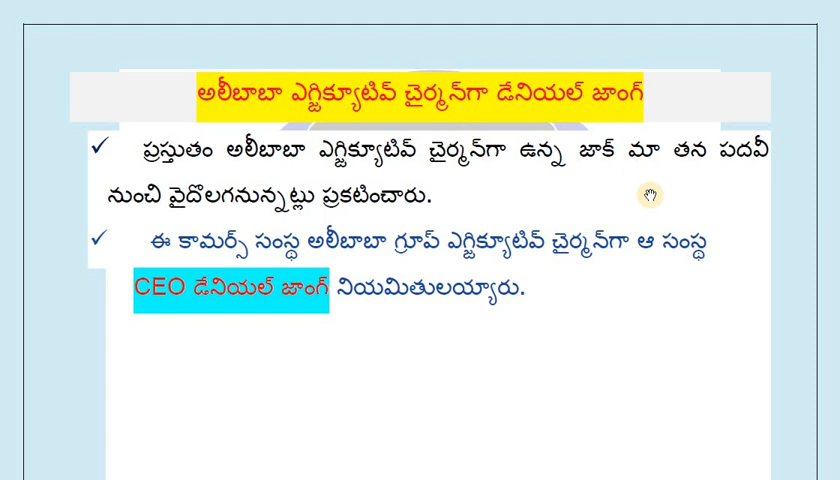 అలీబాబా ఎగ్జిక్యూటివ్ చైర్మన్‌గా డేనియల్ జాంగ్
ప్రస్తుతం అలీబాబా ఎగ్జిక్యూటివ్ చైర్మన్‌గా ఉన్న జాక్ మా తన పదవీ
నుంచి వైదొలగనున్నట్లు ప్రకటించారు.
ఈ కామర్స్ సంస్థ అలీబాబా గ్రూప్ ఎగ్జిక్యూటివ్ చైర్మన్‌గా ఆ సంస్థ
CEO డేనియల్ జాంగ్ నియమితులయ్యారు.